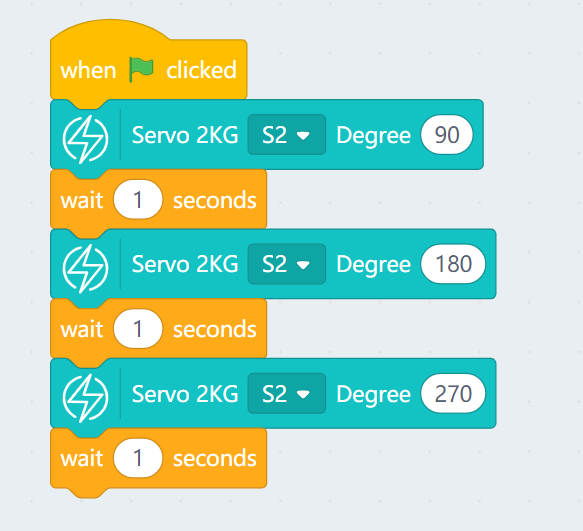 when clicked
Servo 2KG S2 Degree 90
wait 1 seconds
Servo 2KG S2 Degree 180
wait 1 seconds
Servo 2KG S2 Degree 270
wait 1 seconds